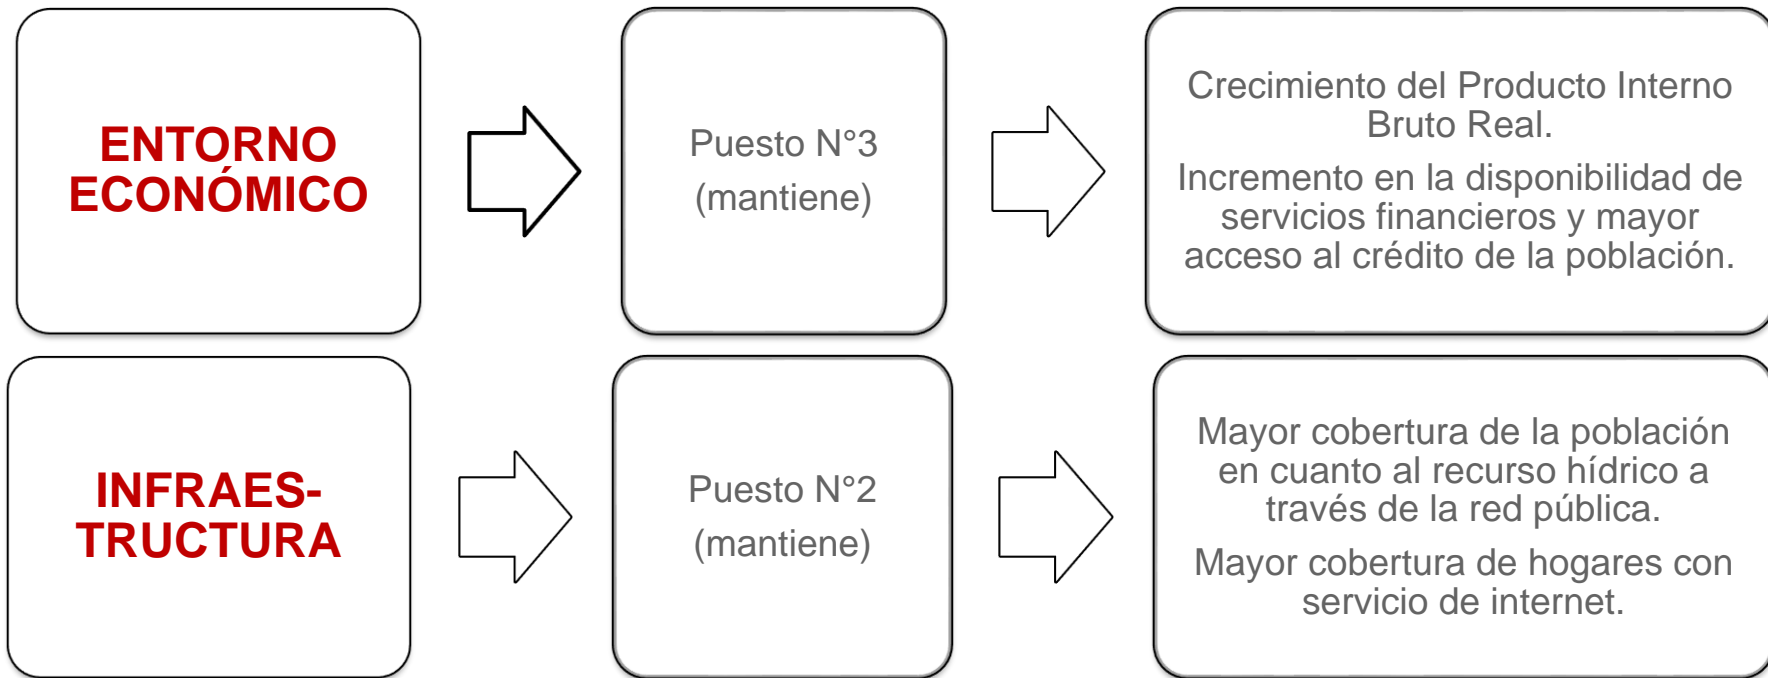 ENTORNO
ECONÓMICO
Puesto N°3
(mantiene)
Crecimiento del Producto Interno
Bruto Real.
Incremento en la disponibilidad de
servicios financieros y mayor
acceso al crédito de la población.
INFRAES-
TRUCTURA
Puesto N°2
(mantiene)
Mayor cobertura de la población
en cuanto al recurso hídrico a
través de la red pública.
Mayor cobertura de hogares con
servicio de internet.